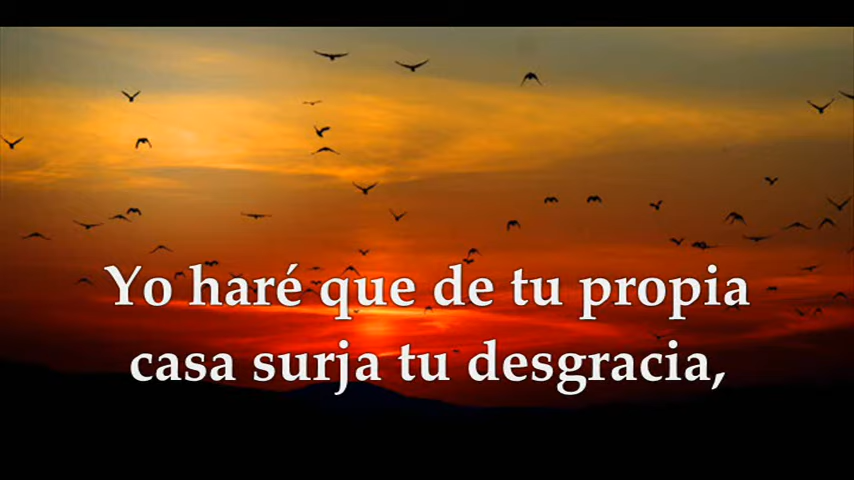 Yo haré que de tu propia
casa surja tu desgracia,